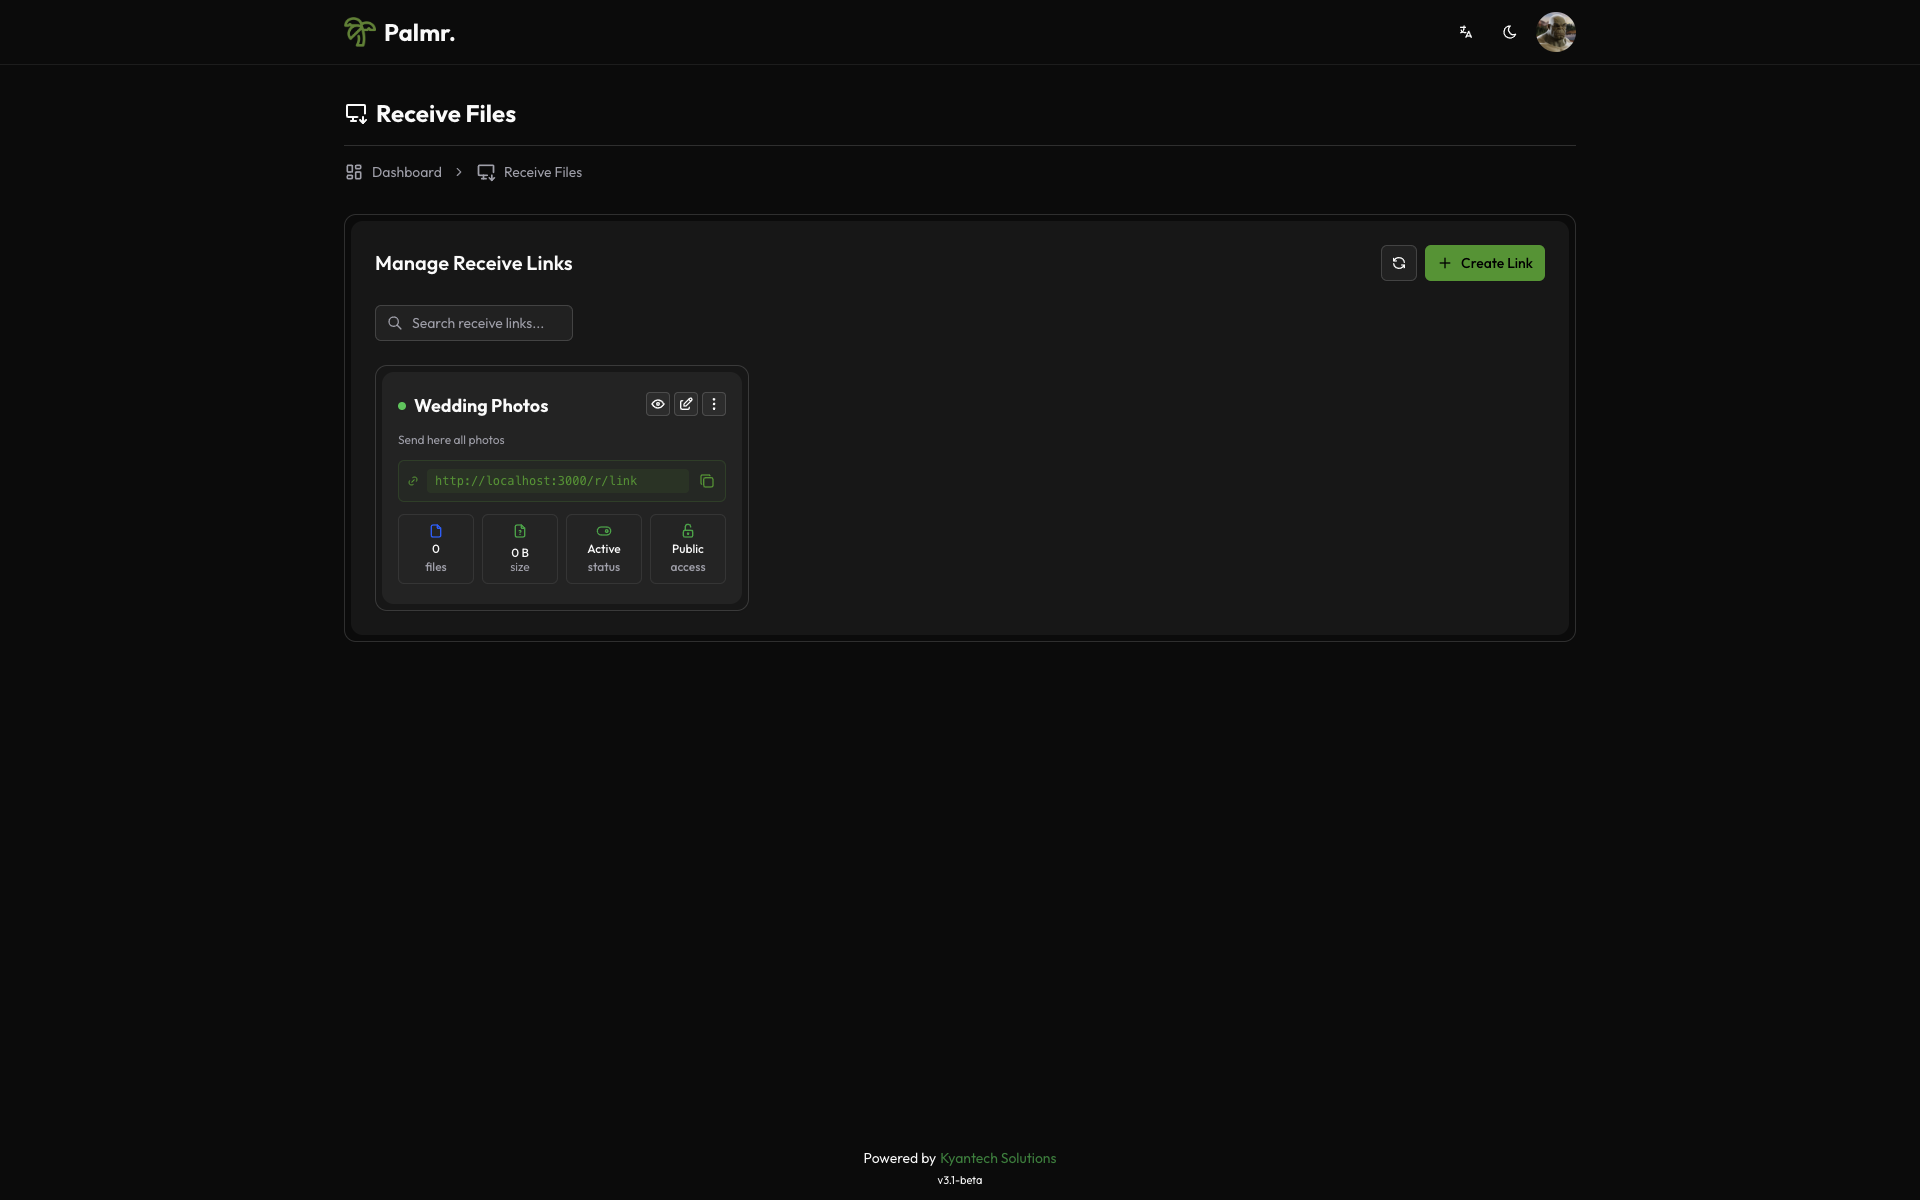 Palmr.
Receive Files
Dashboard > Receive Files
Manage Receive Links
Create Link
Search receive links...
Wedding Photos
Send here all photos
http://localhost:3000/r/link
0 files
0 B size
Active status
Public access
Powered by Kyantech Solutions
v3.1-beta